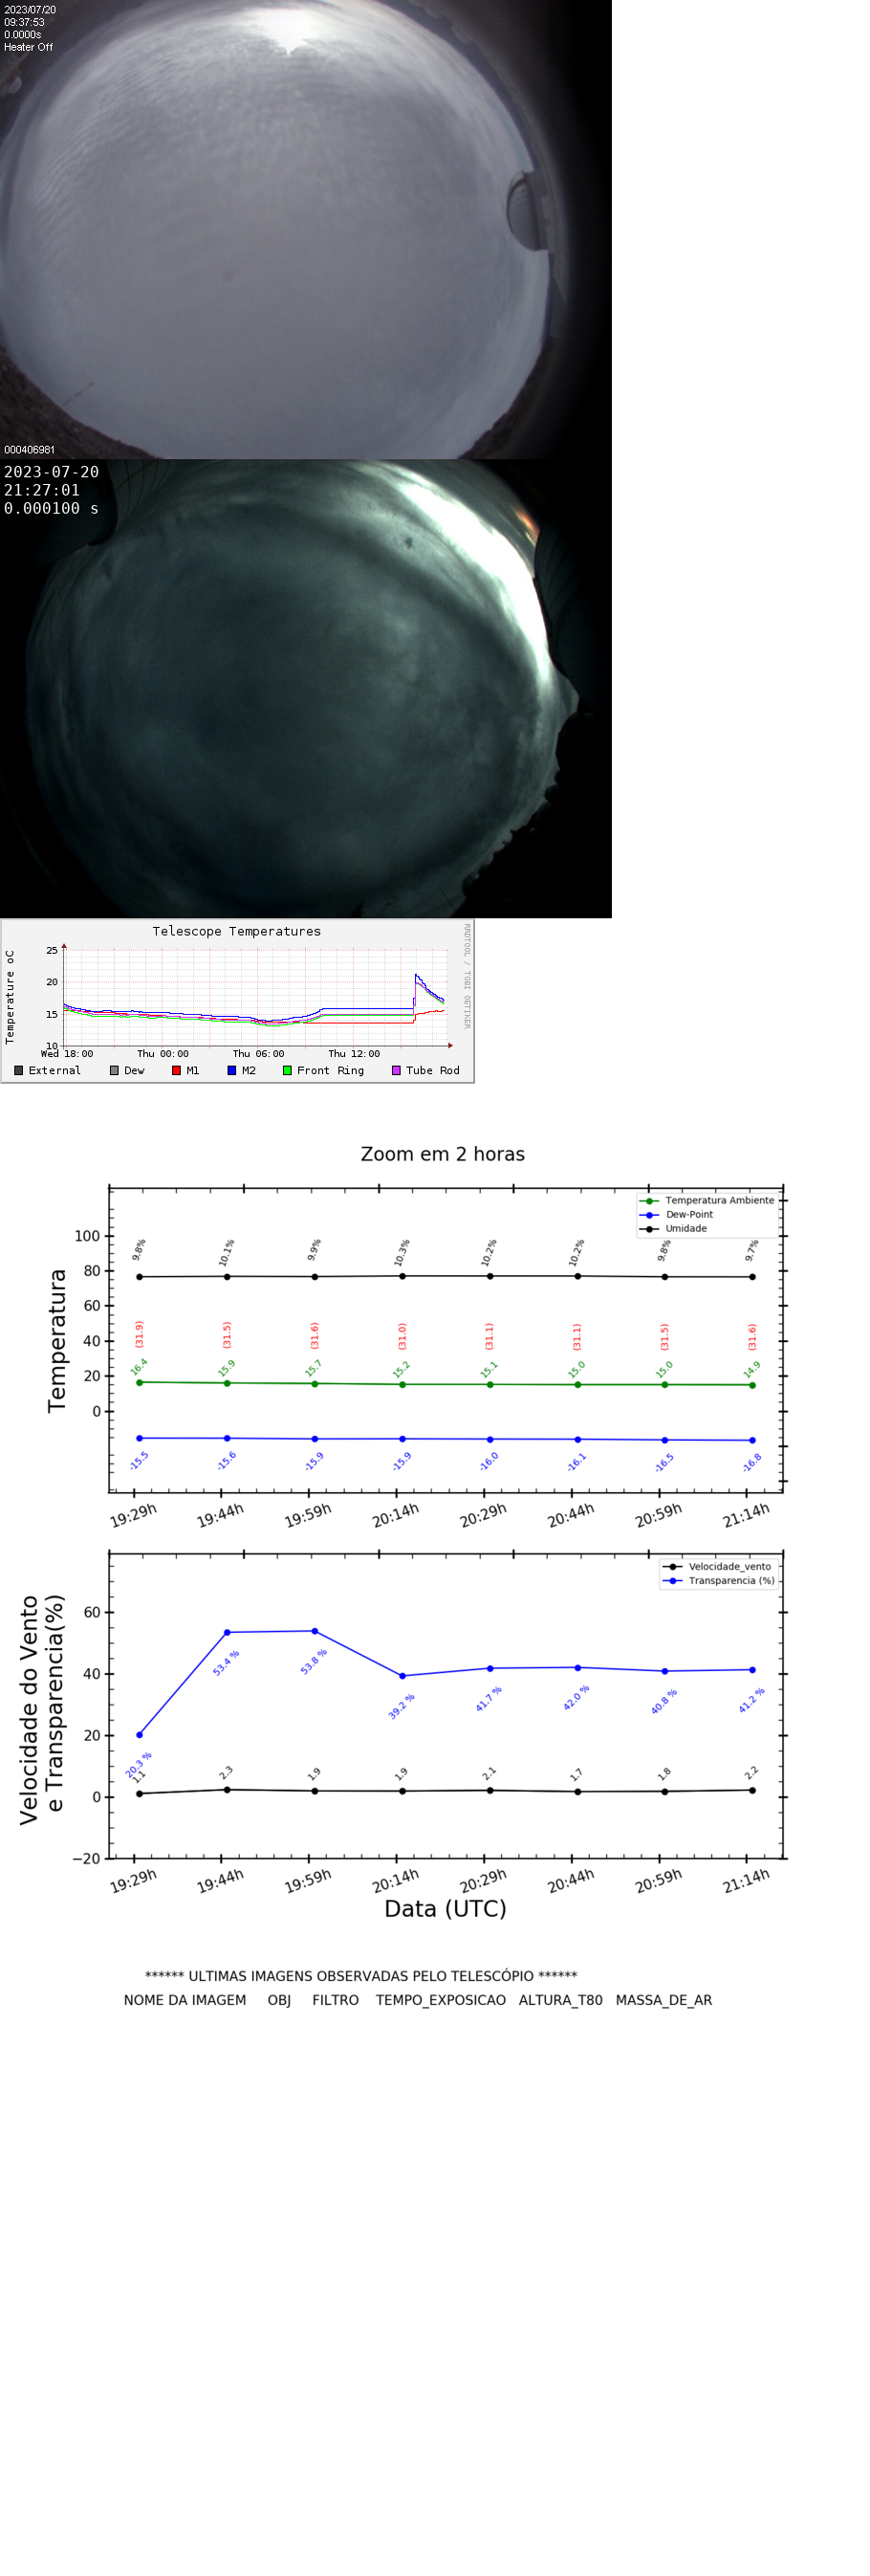 2023/07/20
09:37:53
0.0000s
Heater Off
000406981
2023-07-20
21:27:01
0.000100 s
Telescope Temperatures
RRDTOOL / TOBI OETIKER
Temperature oC
25
20
15
10
Wed 18:00 Thu 00:00 Thu 06:00 Thu 12:00
External Dew M1 M2 Front Ring Tube Rod
Zoom em 2 horas
Temperatura Ambiente
Dew-Point
Umidade
Temperatura
100
80
60
40
20
0
9.8% 10.1% 9.9% 10.3% 10.2% 10.2% 9.8% 9.7%
(31.9) (31.5) (31.6) (31.0) (31.1) (31.1) (31.5) (31.6)
16.4 15.9 15.7 15.2 15.1 15.0 15.0 14.9
-15.5 -15.6 -15.9 -15.9 -16.0 -16.1 -16.5 -16.8
19:29h 19:44h 19:59h 20:14h 20:29h 20:44h 20:59h 21:14h
Velocidade_vento
Transparencia (%)
Velocidade do Vento
e Transparencia(%)
60
40
20
0
−20
20.3 % 53.4 % 53.8 % 39.2 % 41.7 % 42.0 % 40.8 % 41.2 %
1.1 2.3 1.9 1.9 2.1 1.7 1.8 2.2
19:29h 19:44h 19:59h 20:14h 20:29h 20:44h 20:59h 21:14h
Data (UTC)
****** ULTIMAS IMAGENS OBSERVADAS PELO TELESCÓPIO ******
NOME DA IMAGEM OBJ FILTRO TEMPO_EXPOSICAO ALTURA_T80 MASSA_DE_AR